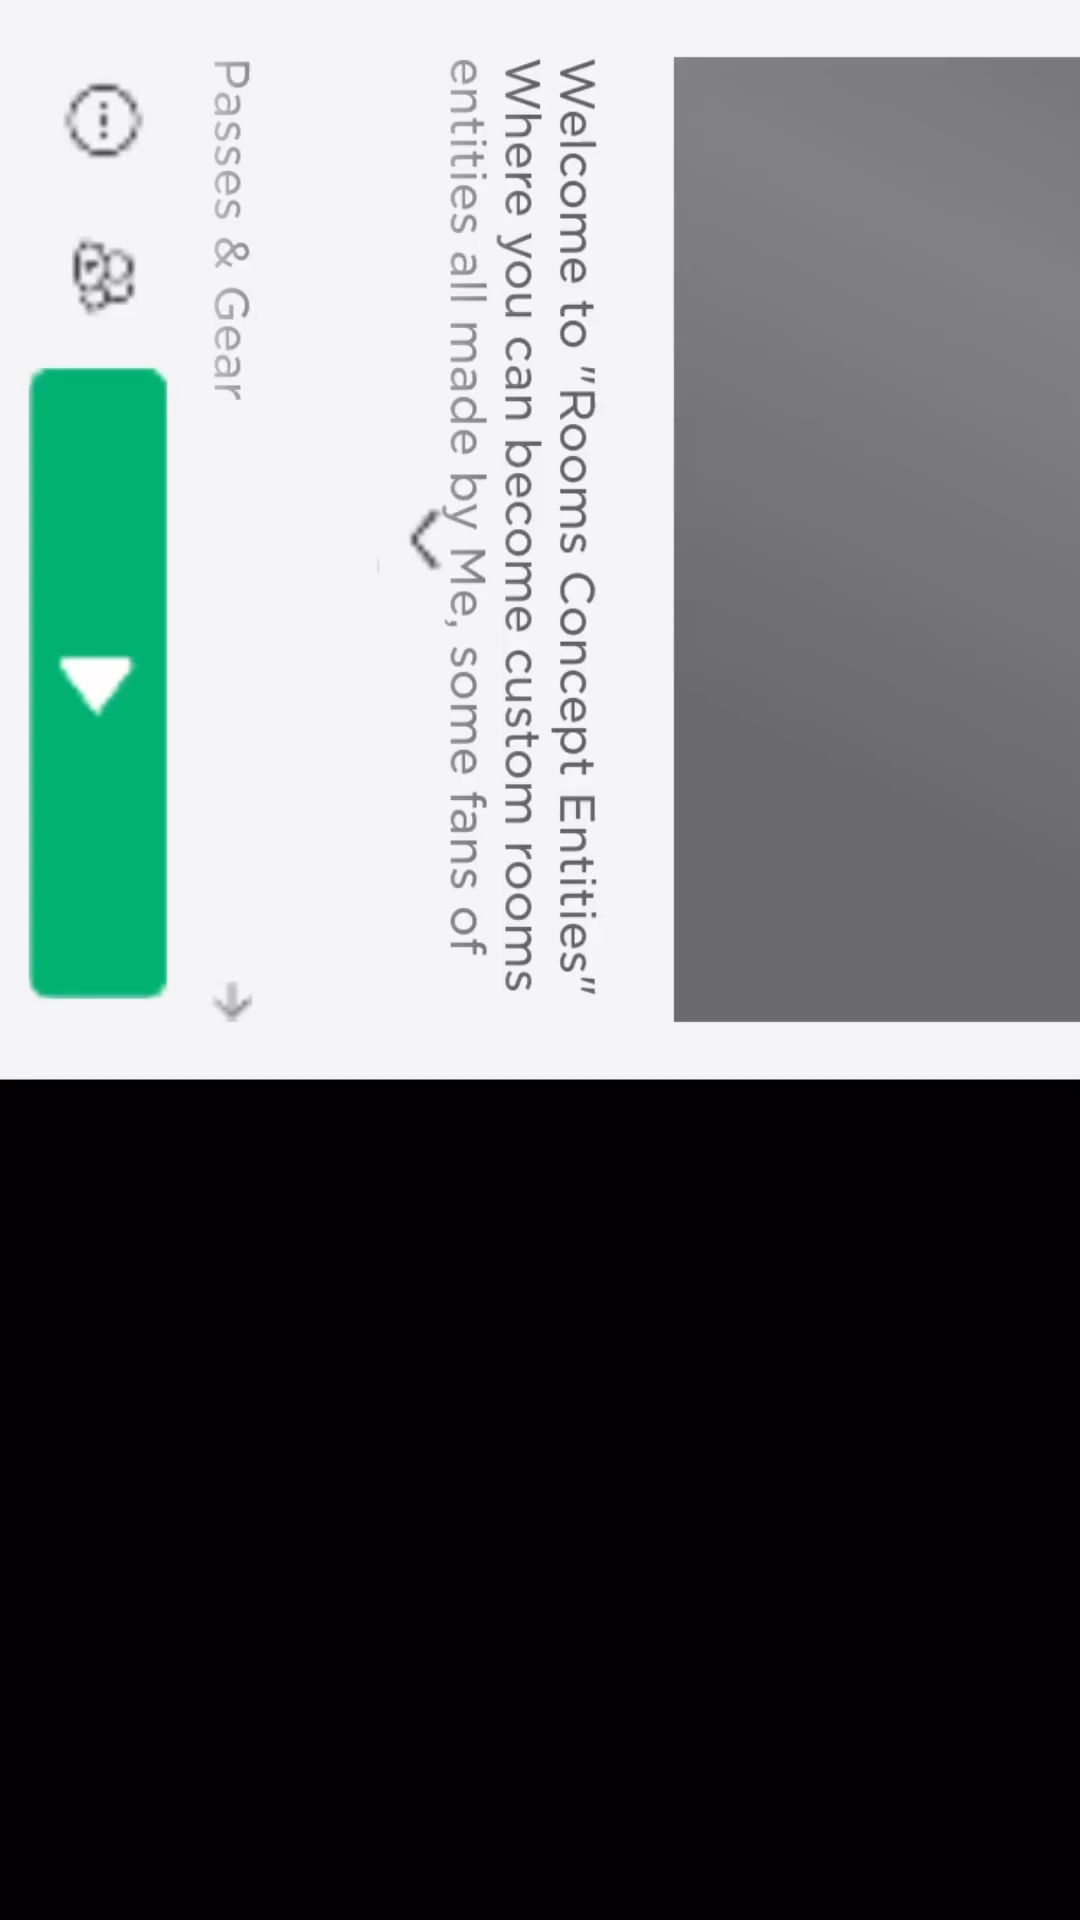 Welcome to "Rooms Concept Entities"
Where you can become custom rooms
entities all made by Me, some fans of
Passes & Gear